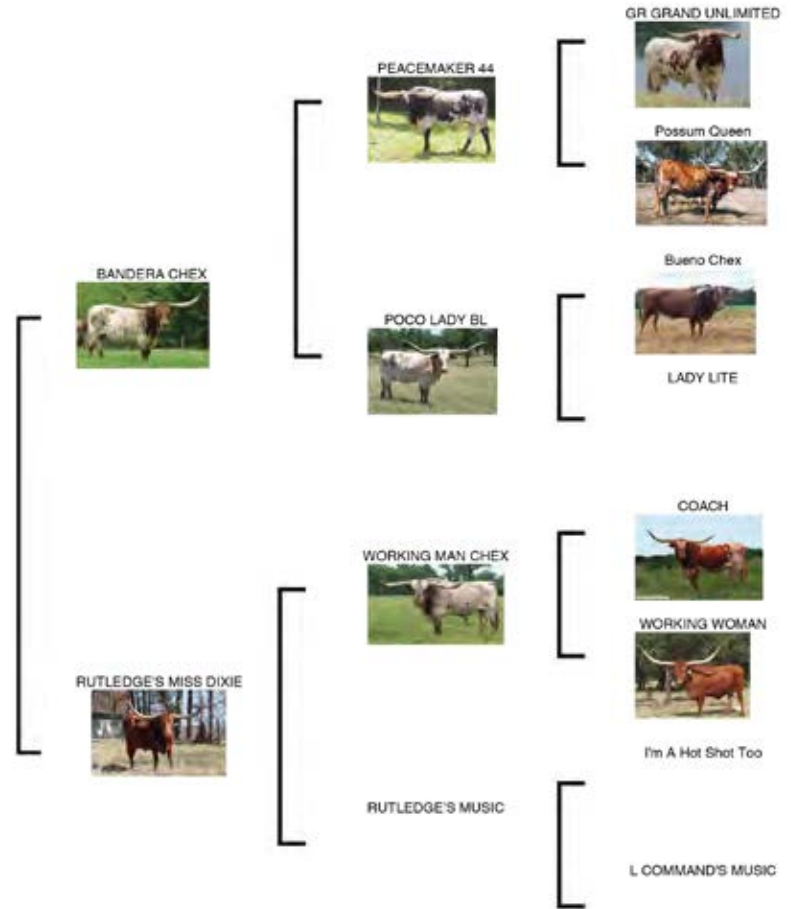 GR GRAND UNLIMITED
PEACEMAKER 44
Possum Queen
BANDERA CHEX
Bueno Chex
POCO LADY BL
LADY LITE
COACH
WORKING MAN CHEX
WORKING WOMAN
RUTLEDGE'S MISS DIXIE
I'm A Hot Shot Too
RUTLEDGE'S MUSIC
L COMMAND'S MUSIC